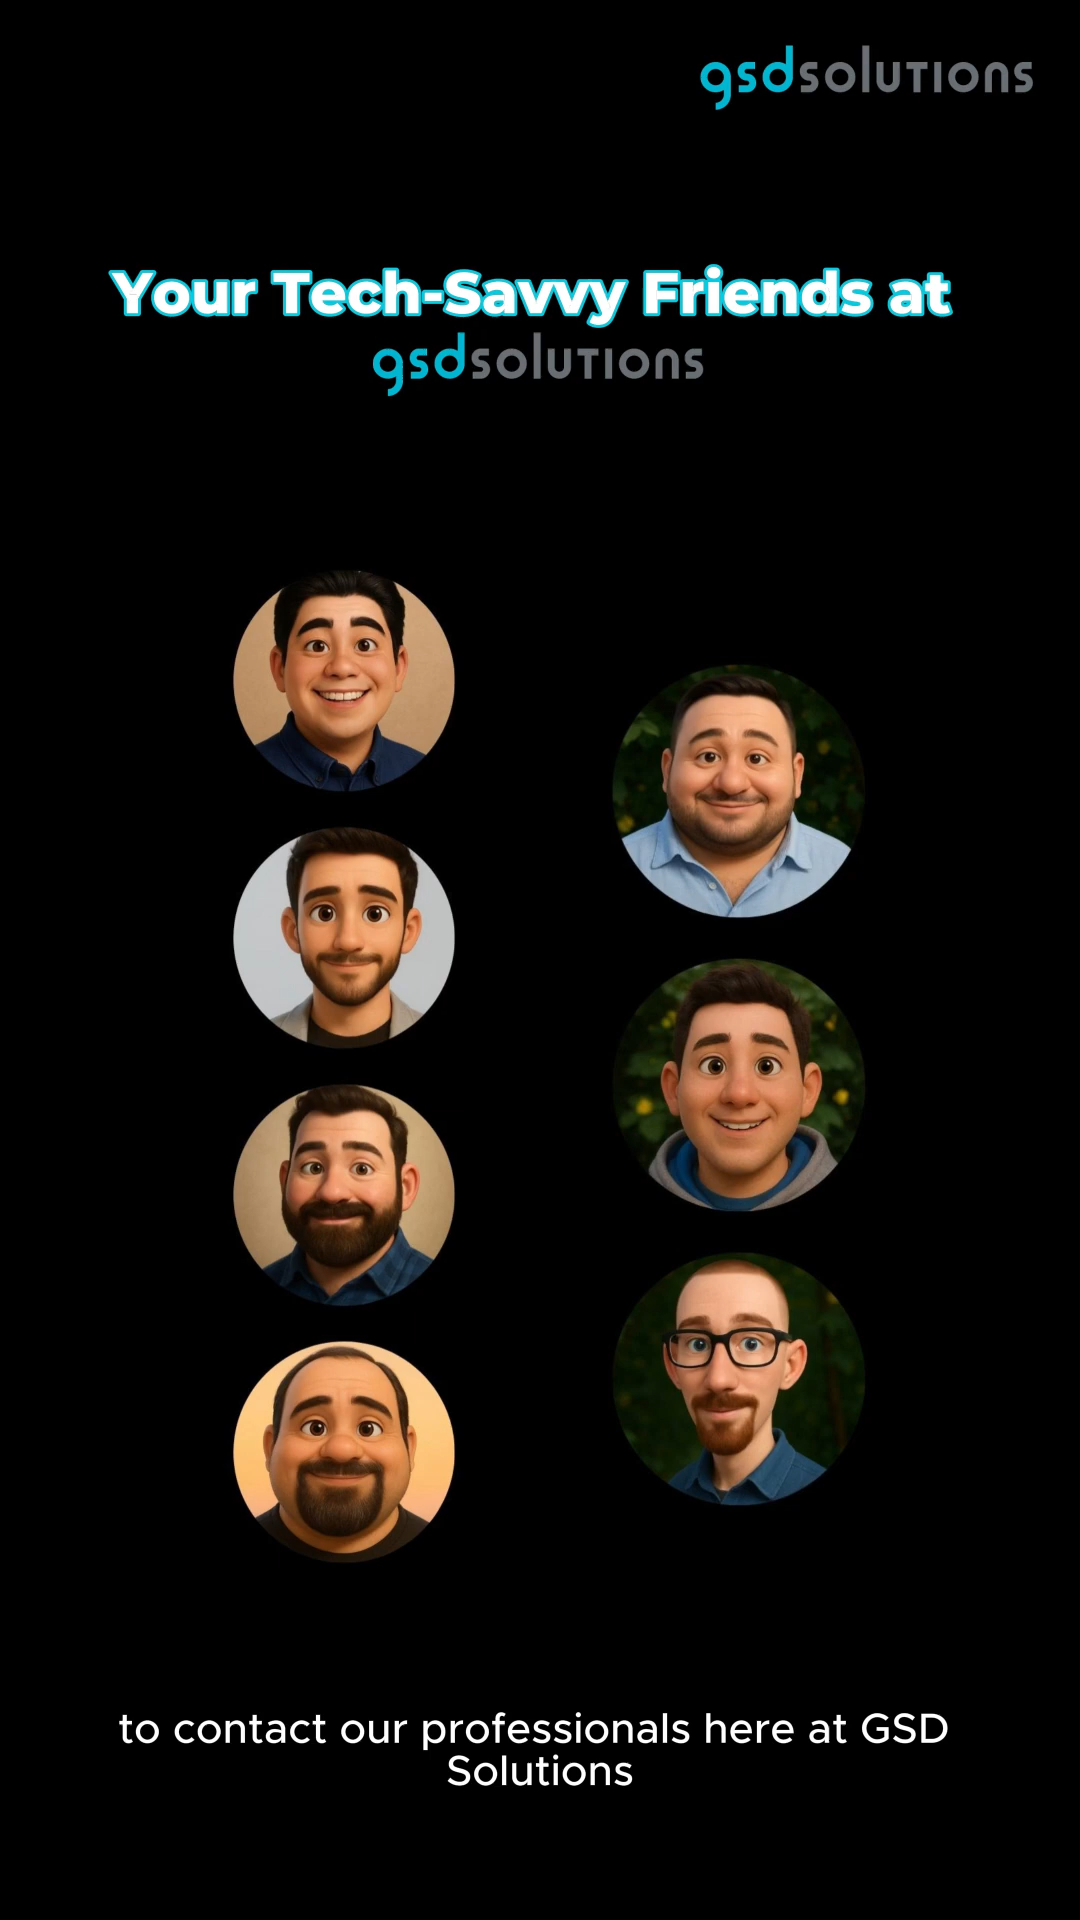 gsdsolutions
Your Tech-Savvy Friends at
gsdsolutions
to contact our professionals here at GSD
Solutions